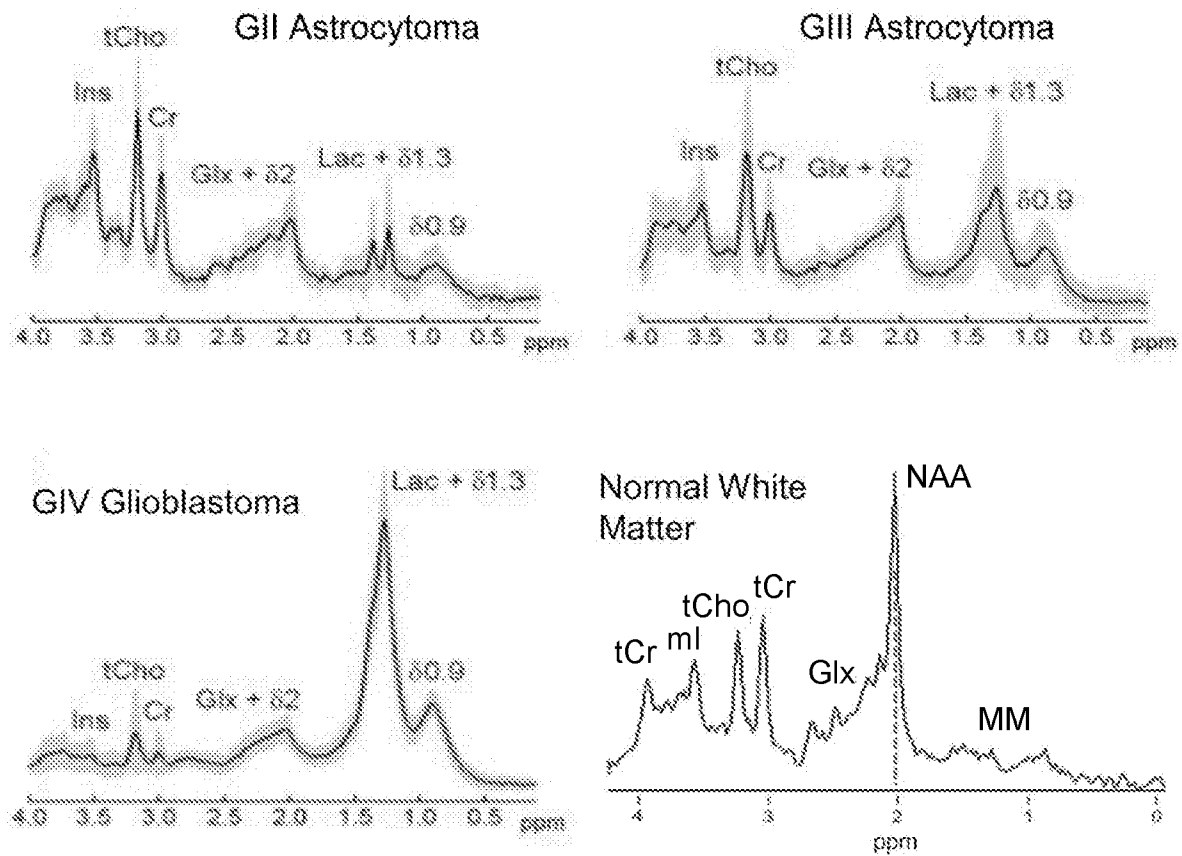 GII Astrocytoma
tCho
Ins
Cr
Glx + δ2
Lac + δ1.3
δ0.9
4.0 3.5 3.0 2.5 2.0 1.5 1.0 0.5 ppm
GIII Astrocytoma
tCho
Ins
Cr
Glx + δ2
Lac + δ1.3
δ0.9
4.0 3.5 3.0 2.5 2.0 1.5 1.0 0.5 ppm
GIV Glioblastoma
Lac + δ1.3
tCho
Ins
Cr
Glx + δ2
δ0.9
4.0 3.5 3.0 2.5 2.0 1.5 1.0 0.5 ppm
Normal White
Matter
NAA
tCr
mI
tCho
tCr
Glx
MM
4 3 2 1 0
ppm